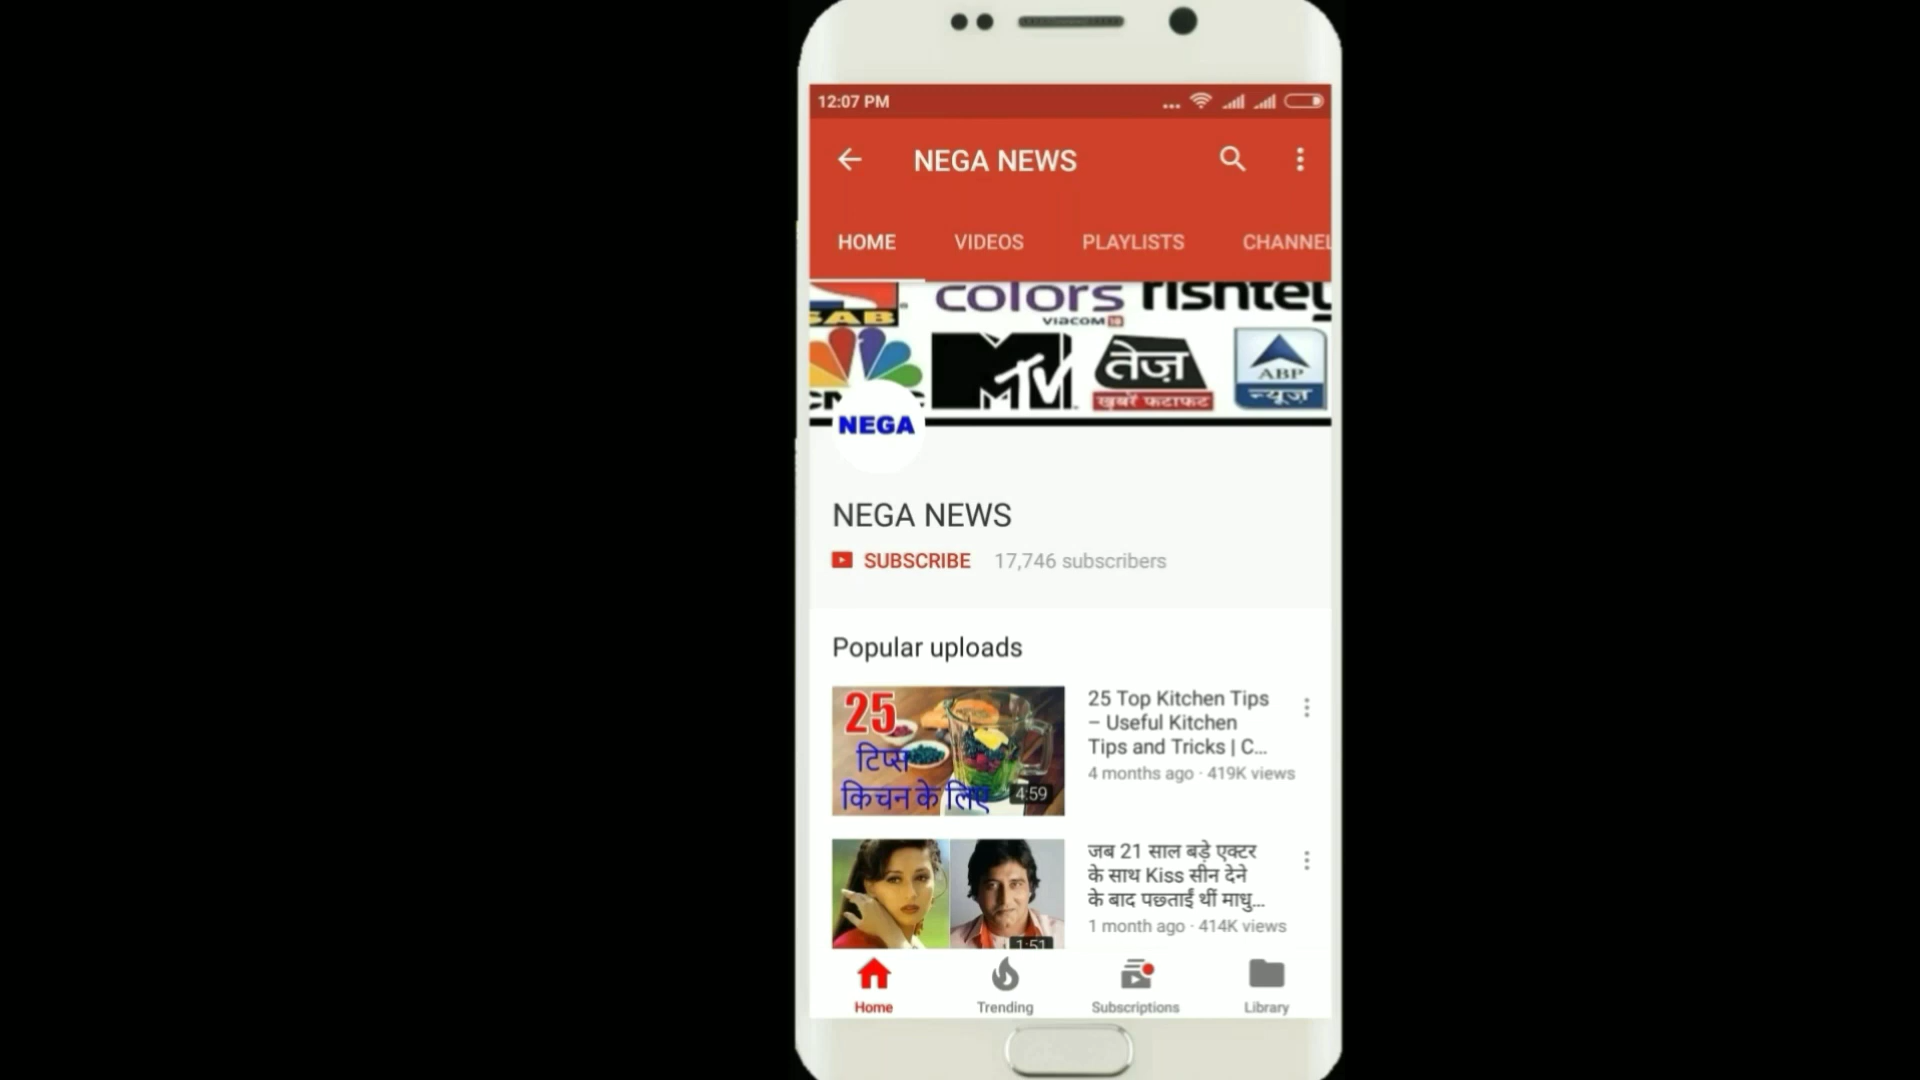 12:07 PM
NEGA NEWS
HOME VIDEOS PLAYLISTS CHANNEL
SAB colors rishtey
VIACOM 18
MTV तेज़ ABP
ख़बरें फटाफट न्यूज़
NEGA
NEGA NEWS
SUBSCRIBE 17,746 subscribers
Popular uploads
25
टिप्स
किचन के लिए
4:59
25 Top Kitchen Tips
– Useful Kitchen
Tips and Tricks | C...
4 months ago · 419K views
1:51
जब 21 साल बड़े एक्टर
के साथ Kiss सीन देने
के बाद पछताईं थीं माधु...
1 month ago · 414K views
Home Trending Subscriptions Library